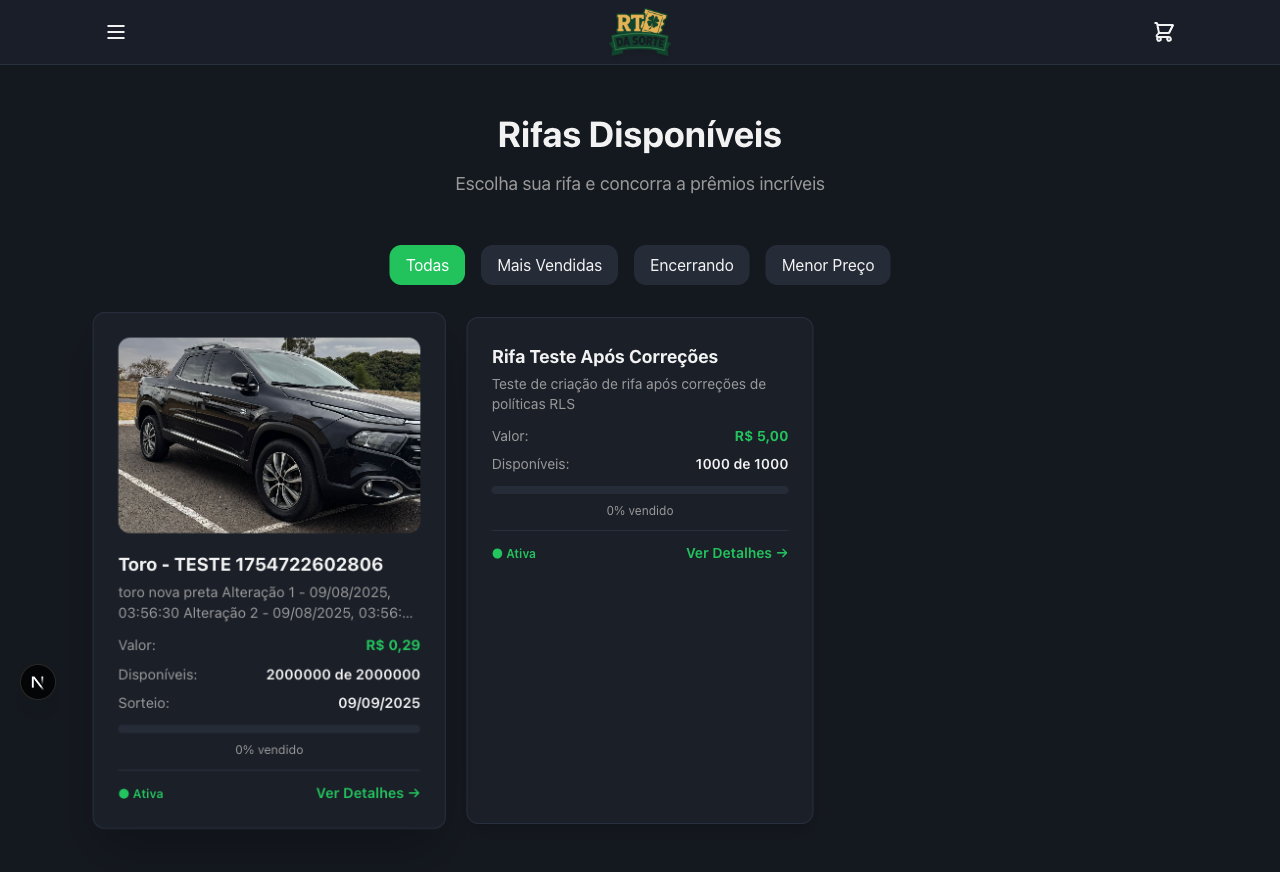 RT
DA SORTE
Rifas Disponíveis
Escolha sua rifa e concorra a prêmios incríveis
Todas
Mais Vendidas
Encerrando
Menor Preço
Toro - TESTE 1754722602806
toro nova preta Alteração 1 - 09/08/2025,
03:56:30 Alteração 2 - 09/08/2025, 03:56:...
Valor: R$ 0,29
Disponíveis: 2000000 de 2000000
Sorteio: 09/09/2025
0% vendido
Ativa Ver Detalhes →
Rifa Teste Após Correções
Teste de criação de rifa após correções de
políticas RLS
Valor: R$ 5,00
Disponíveis: 1000 de 1000
0% vendido
Ativa Ver Detalhes →
N